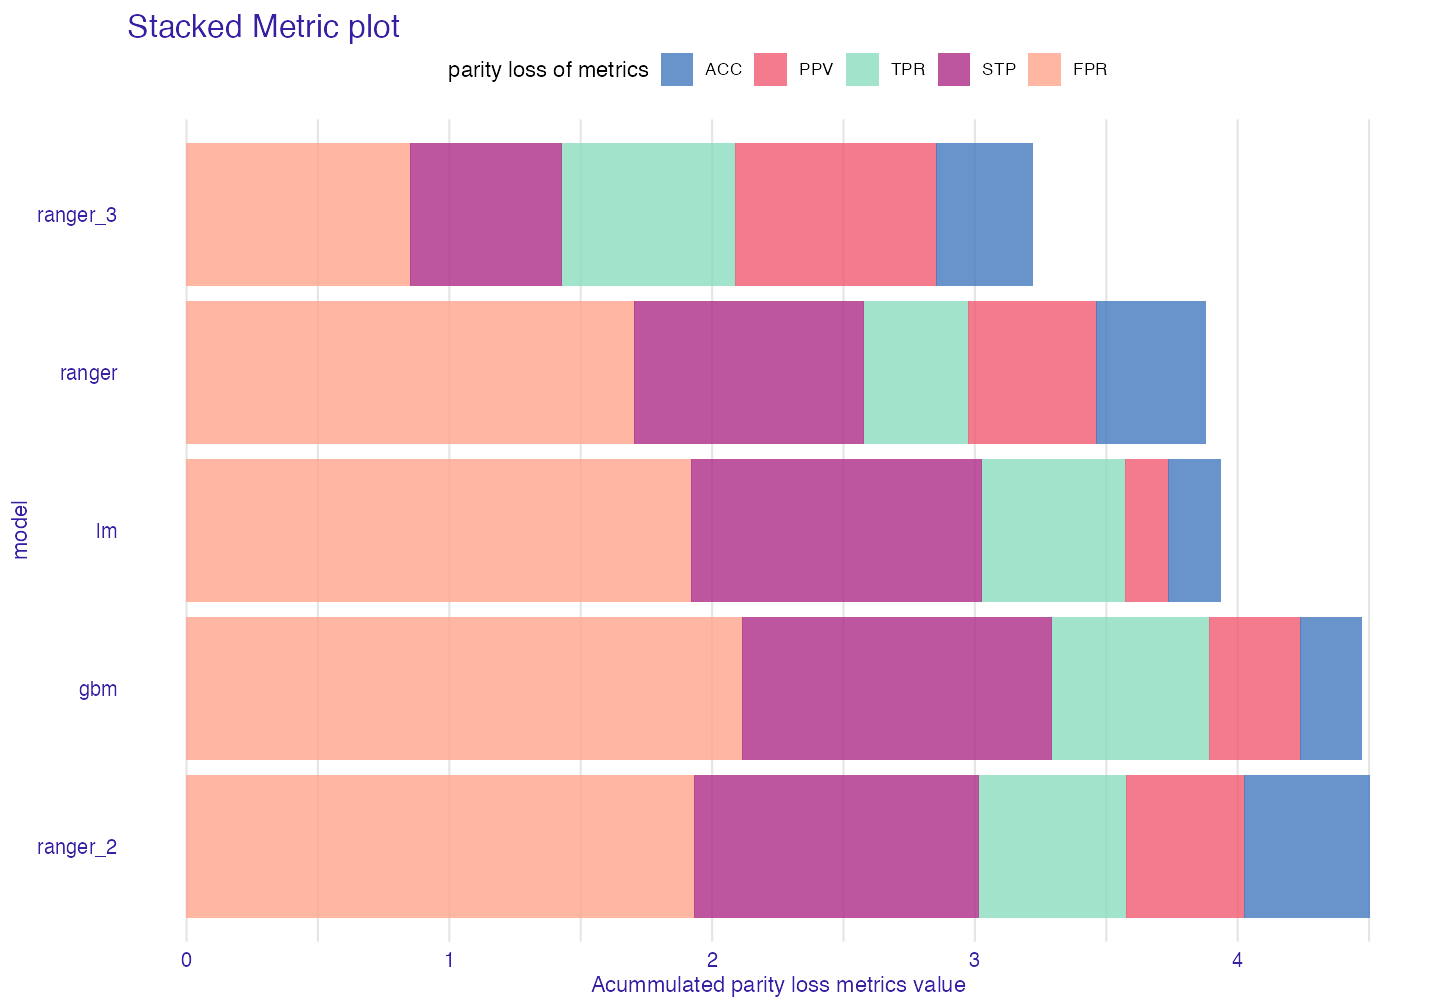 Stacked Metric plot
parity loss of metrics ACC PPV TPR STP FPR
ranger_3
ranger
lm
gbm
ranger_2
model
0 1 2 3 4
Acummulated parity loss metrics value